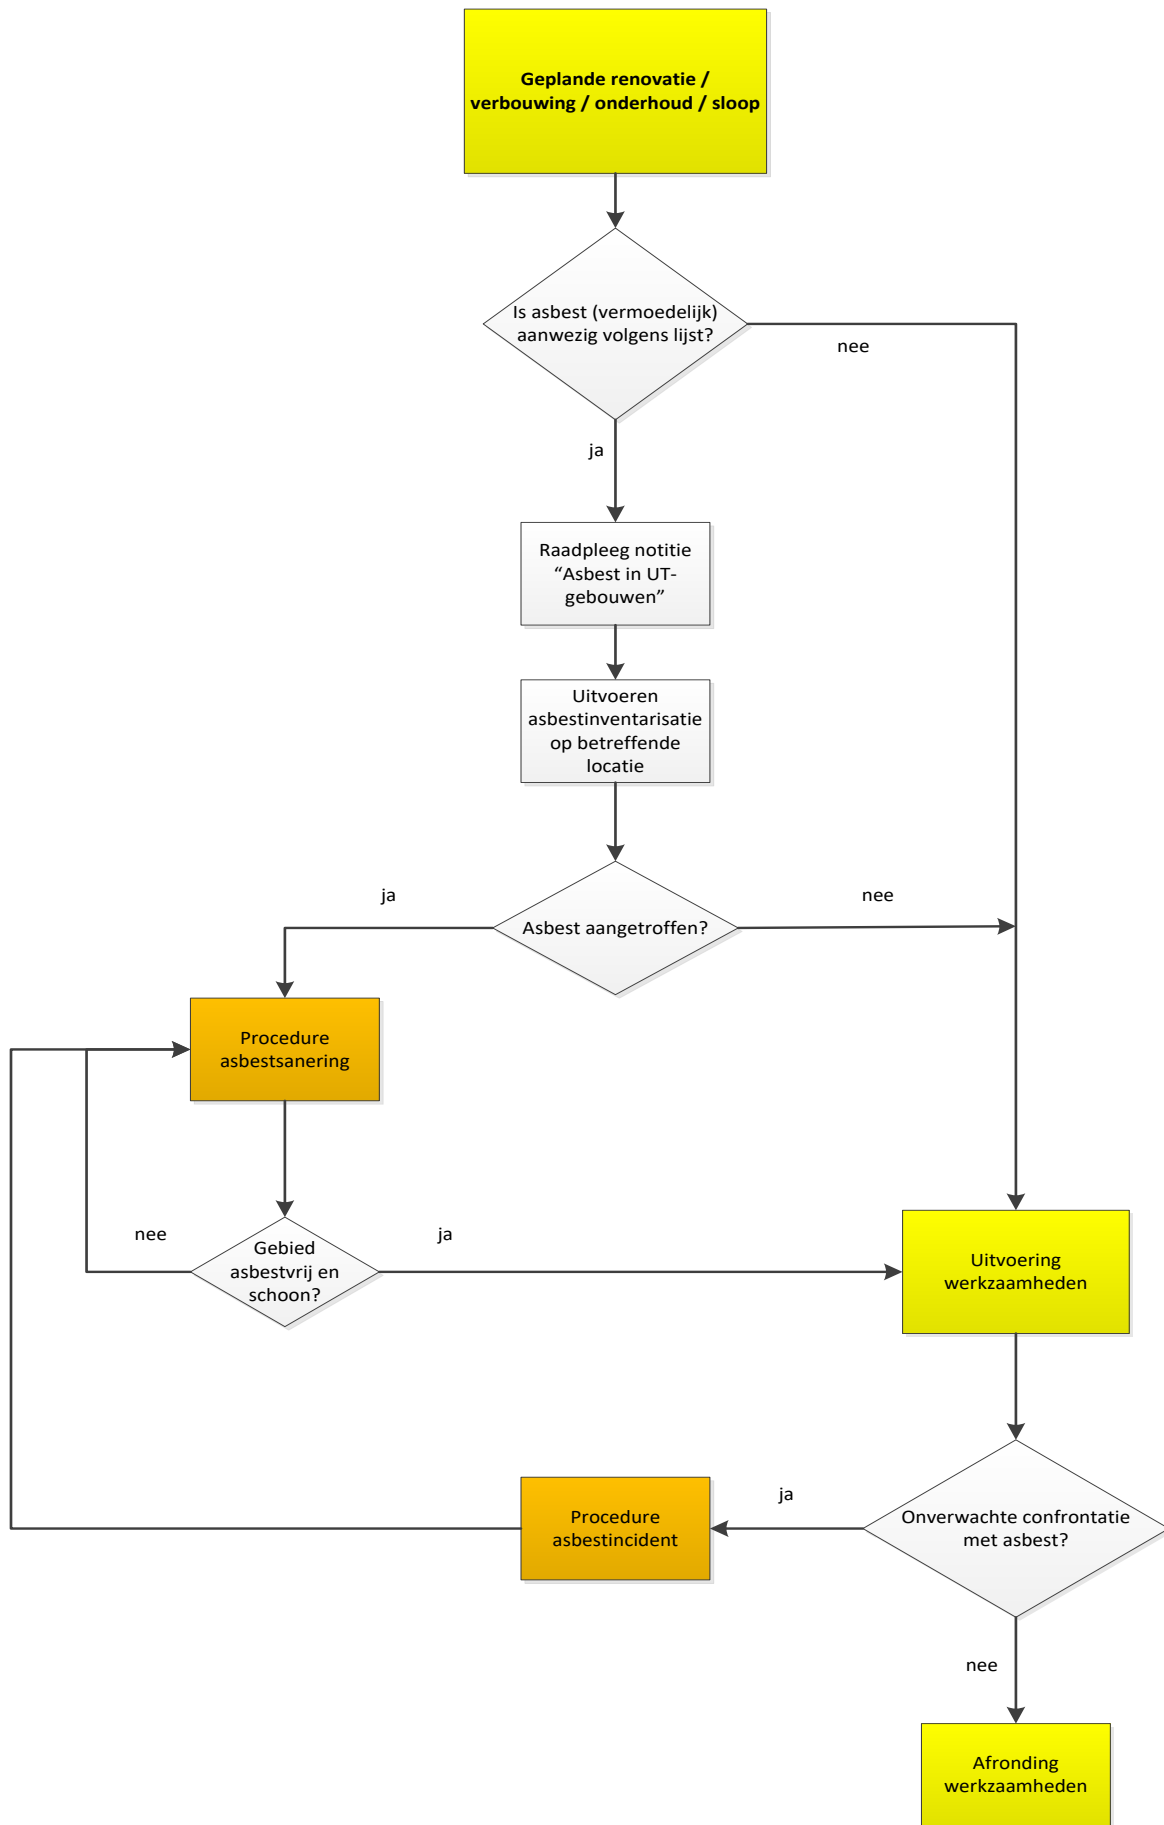 Geplande renovatie /
verbouwing / onderhoud / sloop
Is asbest (vermoedelijk)
aanwezig volgens lijst?
nee
ja
Raadpleeg notitie
“Asbest in UT-
gebouwen”
Uitvoeren
asbestinventarisatie
op betreffende
locatie
ja
nee
Asbest aangetroffen?
Procedure
asbestsanering
nee
ja
Gebied
asbestvrij en
schoon?
Uitvoering
werkzaamheden
ja
Onverwachte confrontatie
met asbest?
Procedure
asbestincident
nee
Afronding
werkzaamheden